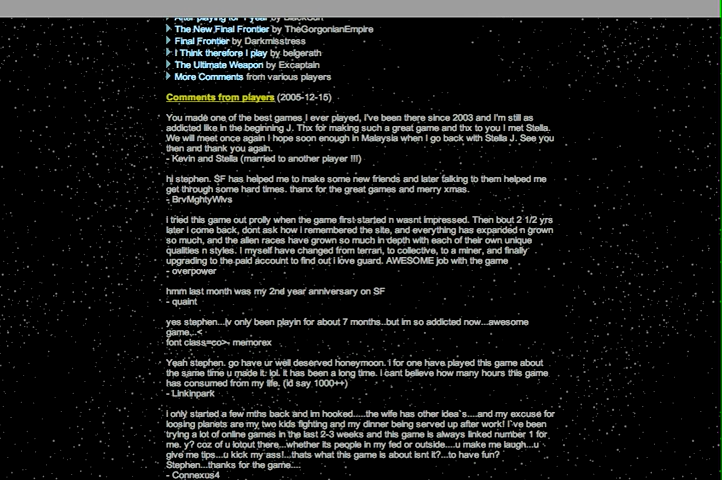 After playing for 1 year by BlackSun
The New Final Frontier by TheGorgonianEmpire
Final Frontier by Darkmisstress
I Think therefore I play by belgerath
The Ultimate Weapon by Excaptain
More Comments from various players
Comments from players (2005-12-15)
You made one of the best games I ever played, I've been there since 2003 and I'm still as
addicted like in the beginning J. Thx for making such a great game and thx to you I met Stella.
We will meet once again I hope soon enough in Malaysia when I go back with Stella J. See you
then and thank you again.
- Kevin and Stella (married to another player !!!)
hi stephen. SF has helped me to make some new friends and later talking to them helped me
get through some hard times. thanx for the great games and merry xmas.
- BrvMghtyWlvs
i tried this game out prolly when the game first started n wasnt impressed. Then bout 2 1/2 yrs
later i come back, dont ask how i remembered the site, and everything has expanded n grown
so much, and the alien races have grown so much in depth with each of their own unique
qualities n styles. I myself have changed from terrari, to collective, to a miner, and finally
upgrading to the paid account to find out i love guard. AWESOME job with the game
- overpower
hmm last month was my 2nd year anniversary on SF
- quaint
yes stephen...iv only been playin for about 7 months..but im so addicted now...awesome
game...<
font class=co>- memorex
Yeah stephen. go have ur well deserved honeymoon. i for one have played this game about
the same time u made it. lol. it has been a long time. i cant believe how many hours this game
has consumed from my life. (id say 1000++)
- Linkinpark
i only started a few mths back and im hooked.....the wife has other idea`s....and my excuse for
loosing planets are my two kids fighting and my dinner being served up after work! I`ve been
trying a lot of online games in the last 2-3 weeks and this game is always linked number 1 for
me. y? coz of u lotout there...whether its people in my fed or outside....u make me laugh...u
give me tips...u kick my ass!...thats what this game is about isnt it?...to have fun?
Stephen...thanks for the game....
- Connexus4